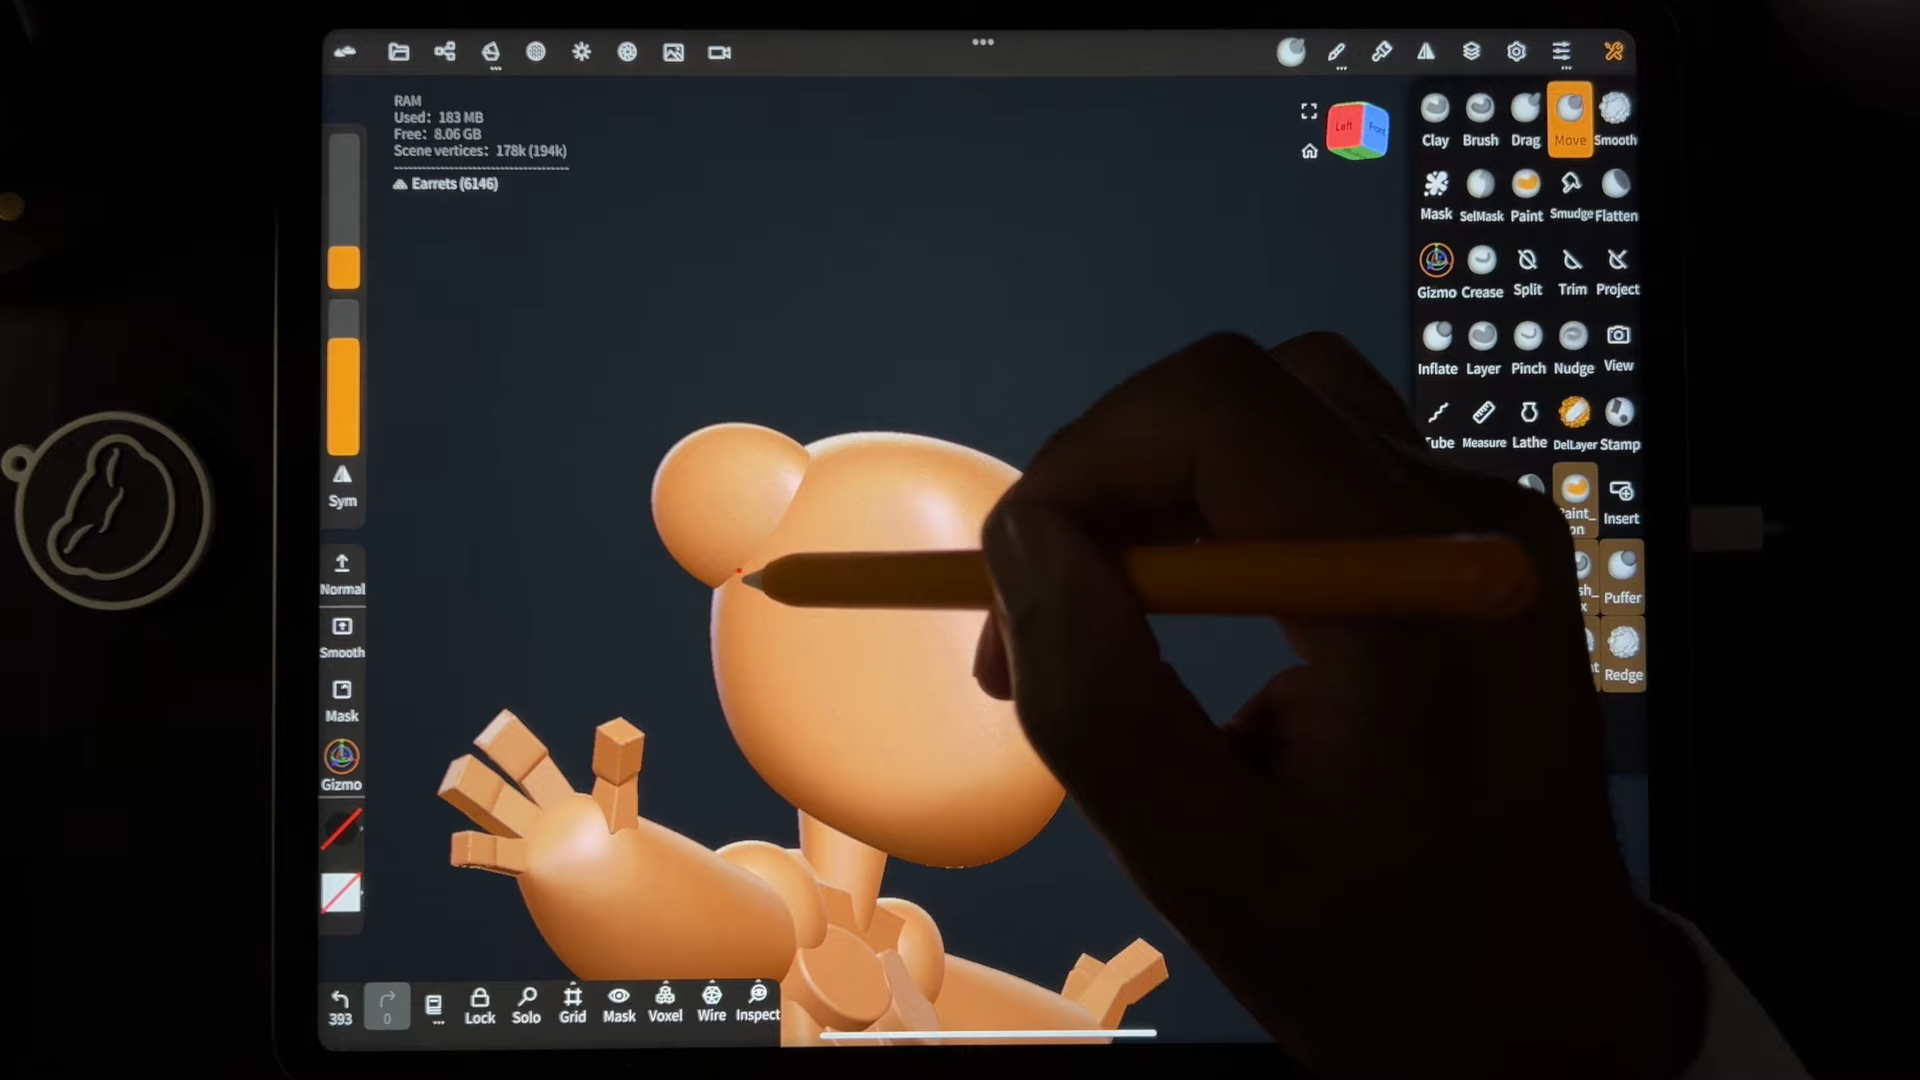 RAM
Used: 183 MB
Free: 8.06 GB
Scene vertices: 178k (194k)
Earrets (6146)
Left
Front
Clay Brush Drag Move Smooth
Mask SelMask Paint Smudge Flatten
Gizmo Crease Split Trim Project
Inflate Layer Pinch Nudge View
Tube Measure Lathe DelLayer Stamp
Insert
Puffer
Redge
Sym
Normal
Smooth
Mask
Gizmo
393
0
Lock Solo Grid Mask Voxel Wire Inspect